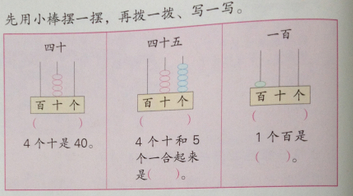 先用小棒摆一摆，再拨一拨、写一写。
四十
百 十 个
(        )
4 个十是 40。
四十五
百 十 个
(        )
4 个十和 5
个一合起来
是(      )。
一百
百 十 个
(        )
1 个百是
(      )。